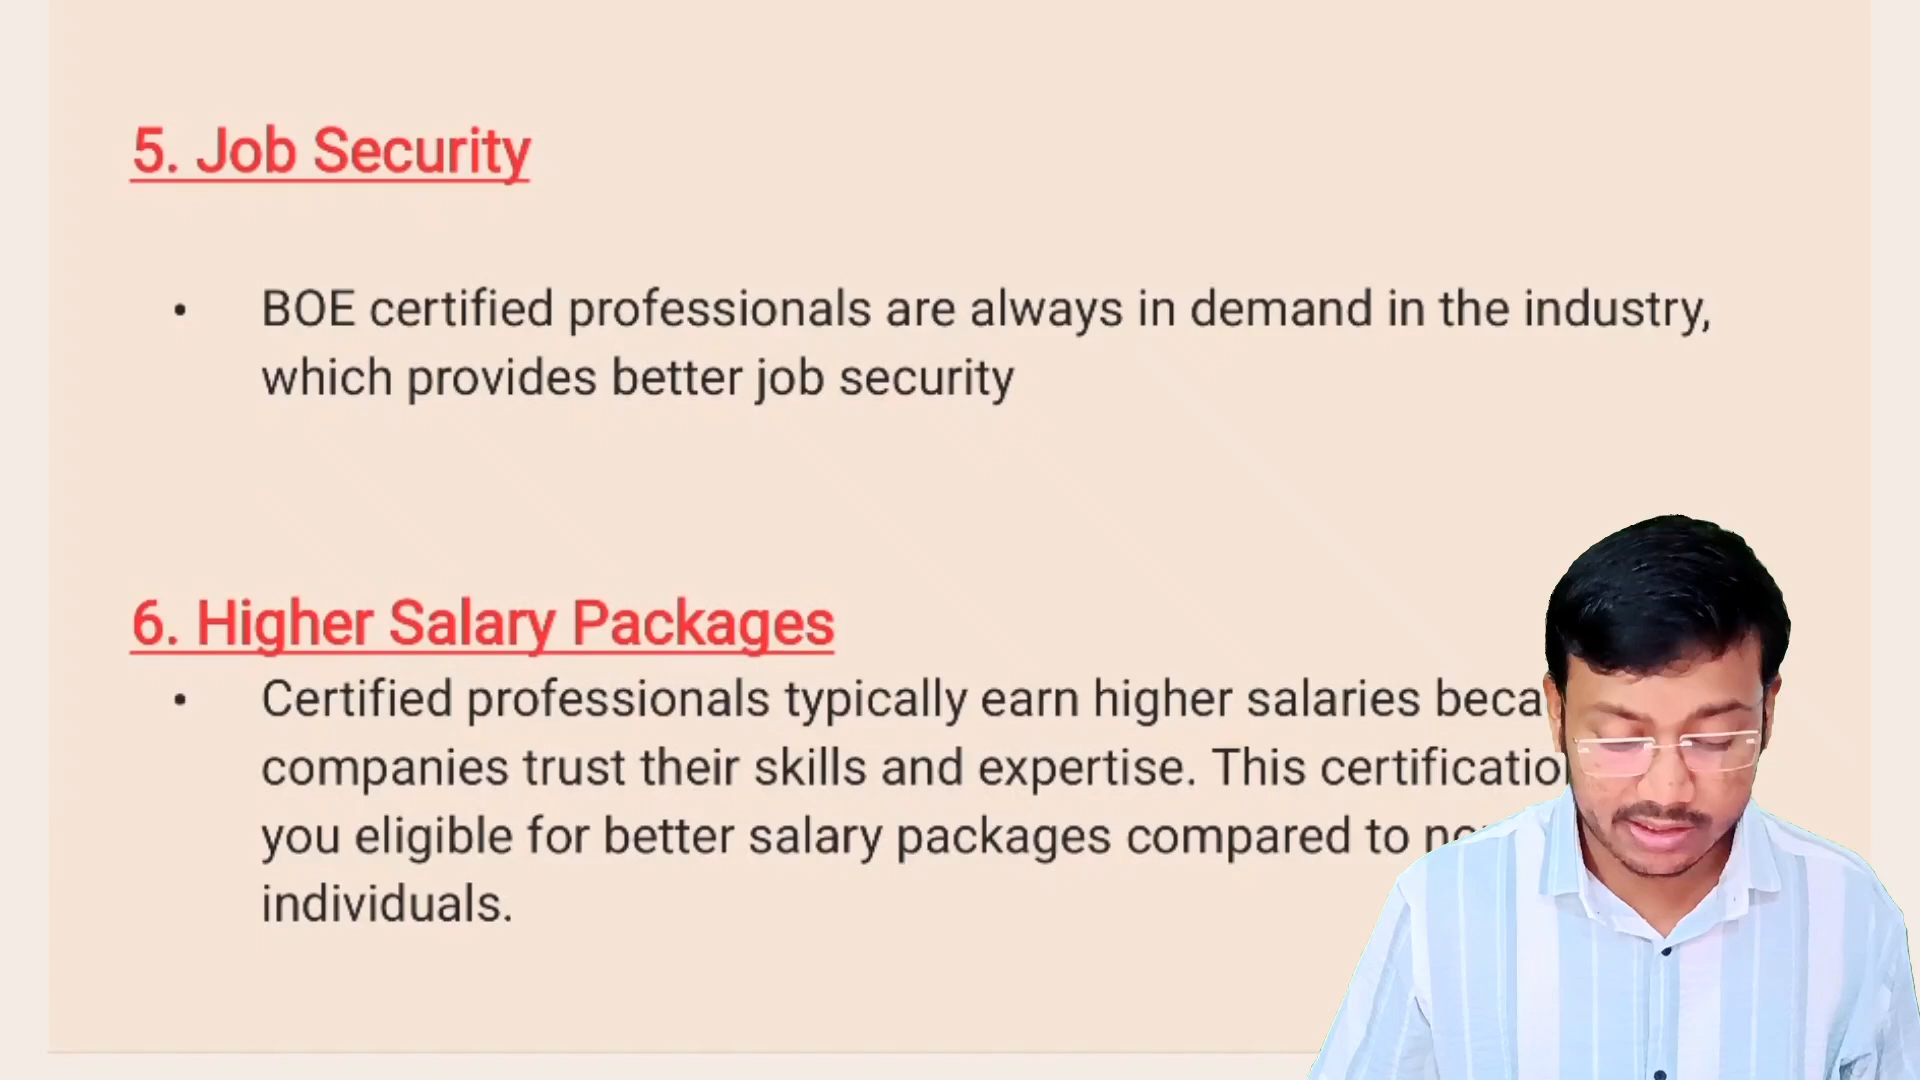 5. Job Security
• BOE certified professionals are always in demand in the industry,
which provides better job security
6. Higher Salary Packages
• Certified professionals typically earn higher salaries
companies trust their skills and expertise. This
you eligible for better salary packages compared to
individuals.